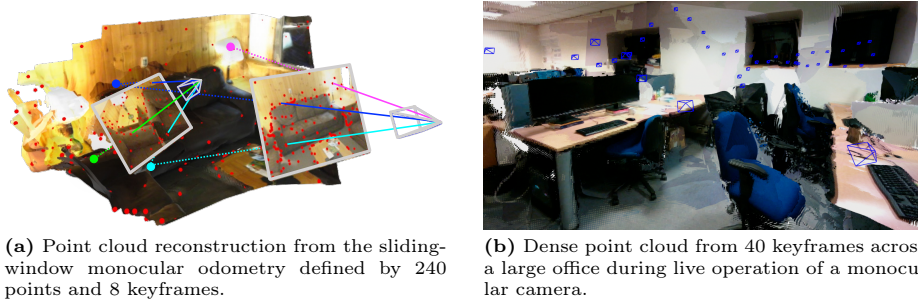 (a) Point cloud reconstruction from the sliding-
window monocular odometry defined by 240
points and 8 keyframes.
(b) Dense point cloud from 40 keyframes across
a large office during live operation of a monocu-
lar camera.